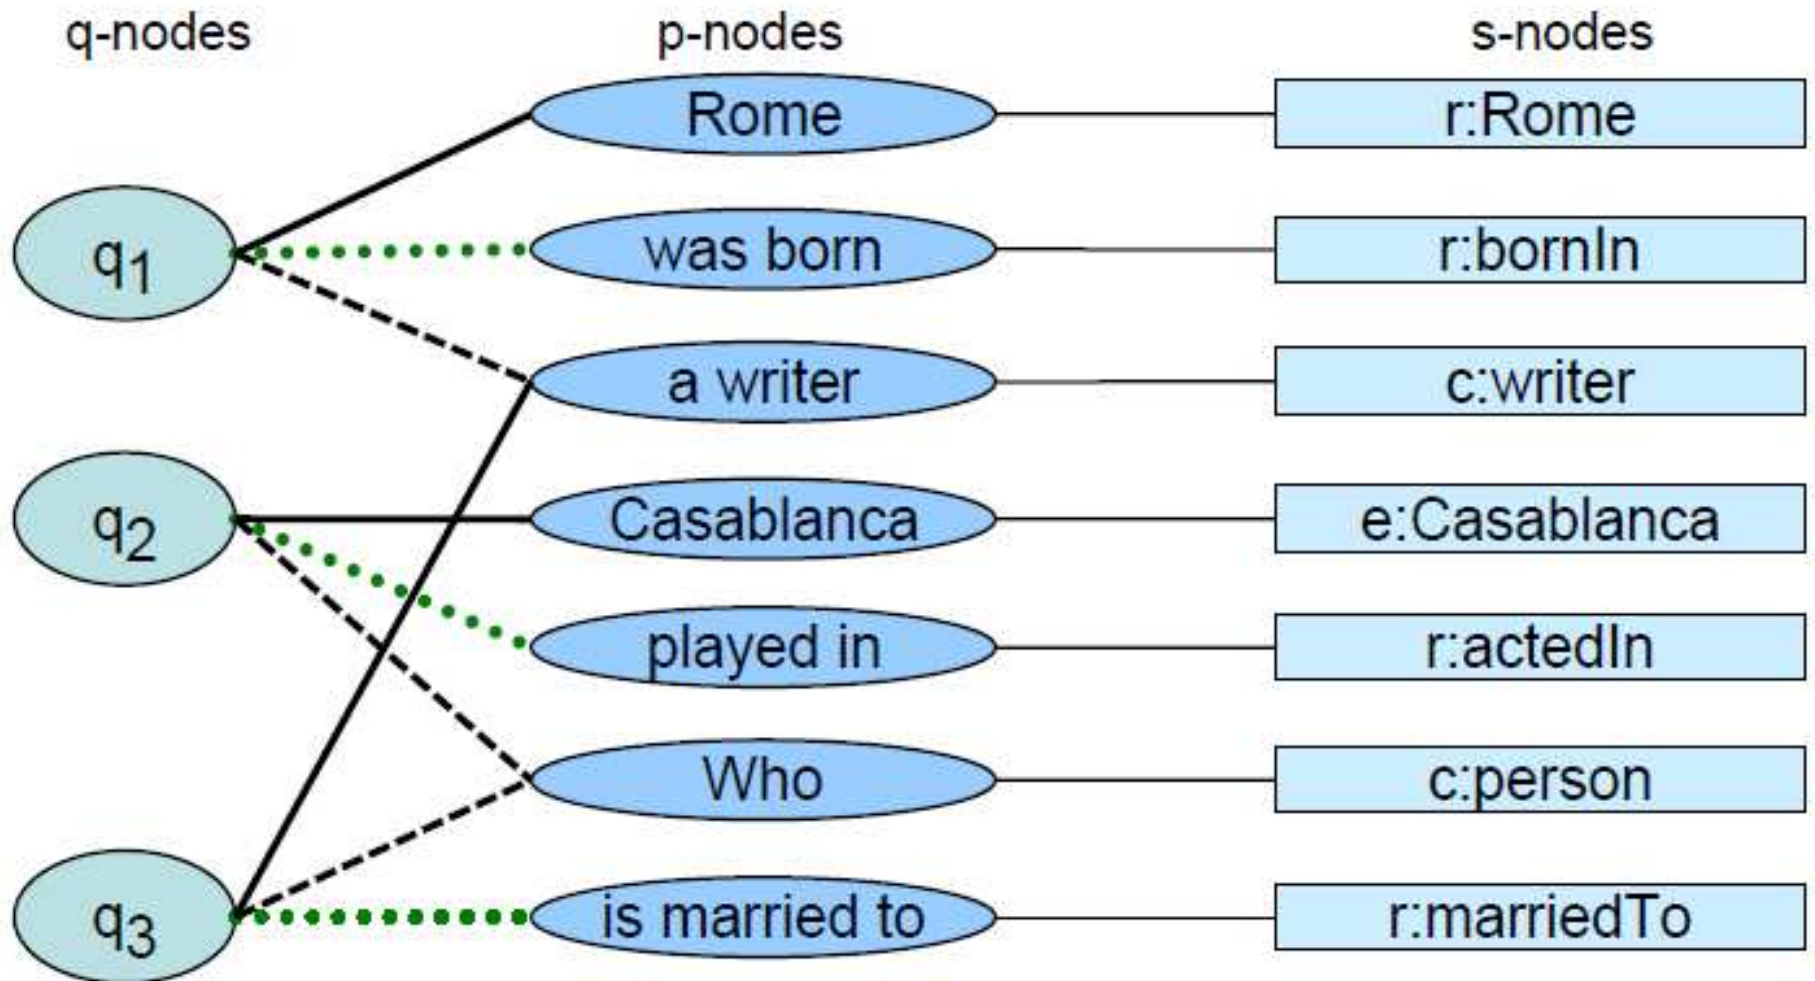 q-nodes p-nodes s-nodes
Rome r:Rome
q1 was born r:bornIn
a writer c:writer
q2 Casablanca e:Casablanca
played in r:actedIn
Who c:person
q3 is married to r:marriedTo